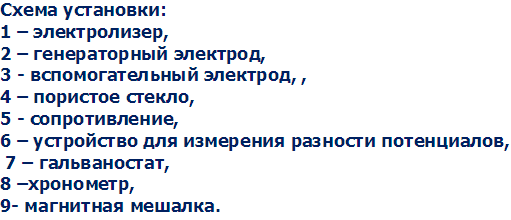 Схема установки:
1 – электролизер,
2 – генераторный электрод,
3 - вспомогательный электрод, ,
4 – пористое стекло,
5 - сопротивление,
6 – устройство для измерения разности потенциалов,
7 – гальваностат,
8 –хронометр,
9- магнитная мешалка.